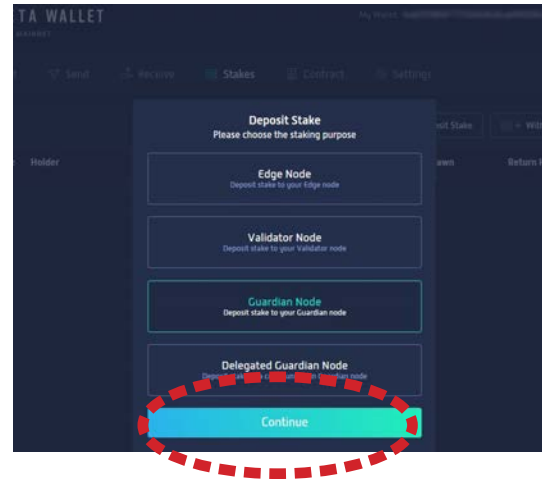 TA WALLET
MAINNET
Send Receive Stakes Contract Settings
Deposit Stake
Please choose the staking purpose
Holder
Edge Node
Deposit stake to your Edge node
Validator Node
Deposit stake to your Validator node
Guardian Node
Deposit stake to your Guardian node
Delegated Guardian Node
Continue